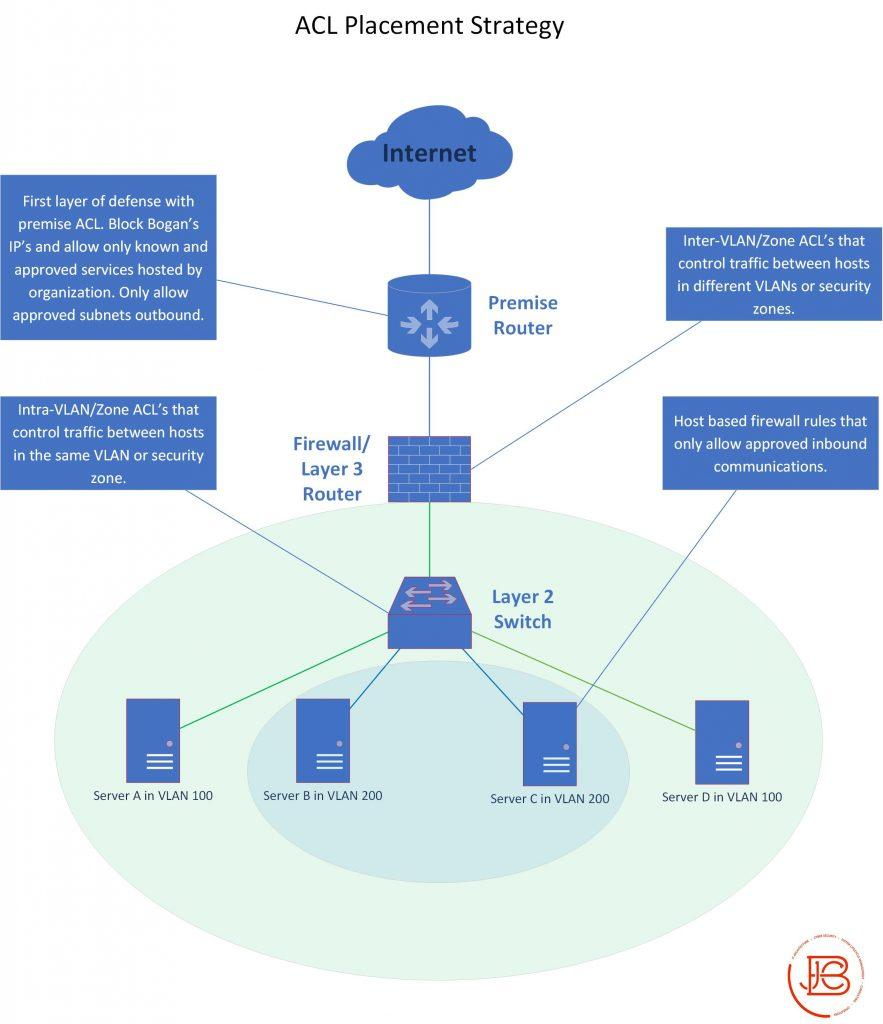 ACL Placement Strategy
Internet
First layer of defense with
premise ACL. Block Bogan's
IP's and allow only known and
approved services hosted by
organization. Only allow
approved subnets outbound.
Premise
Router
Inter-VLAN/Zone ACL's that
control traffic between hosts
in different VLANs or security
zones.
Intra-VLAN/Zone ACL's that
control traffic between hosts
in the same VLAN or security
zone.
Firewall/
Layer 3
Router
Host based firewall rules that
only allow approved inbound
communications.
Layer 2
Switch
Server A in VLAN 100
Server B in VLAN 200
Server C in VLAN 200
Server D in VLAN 100